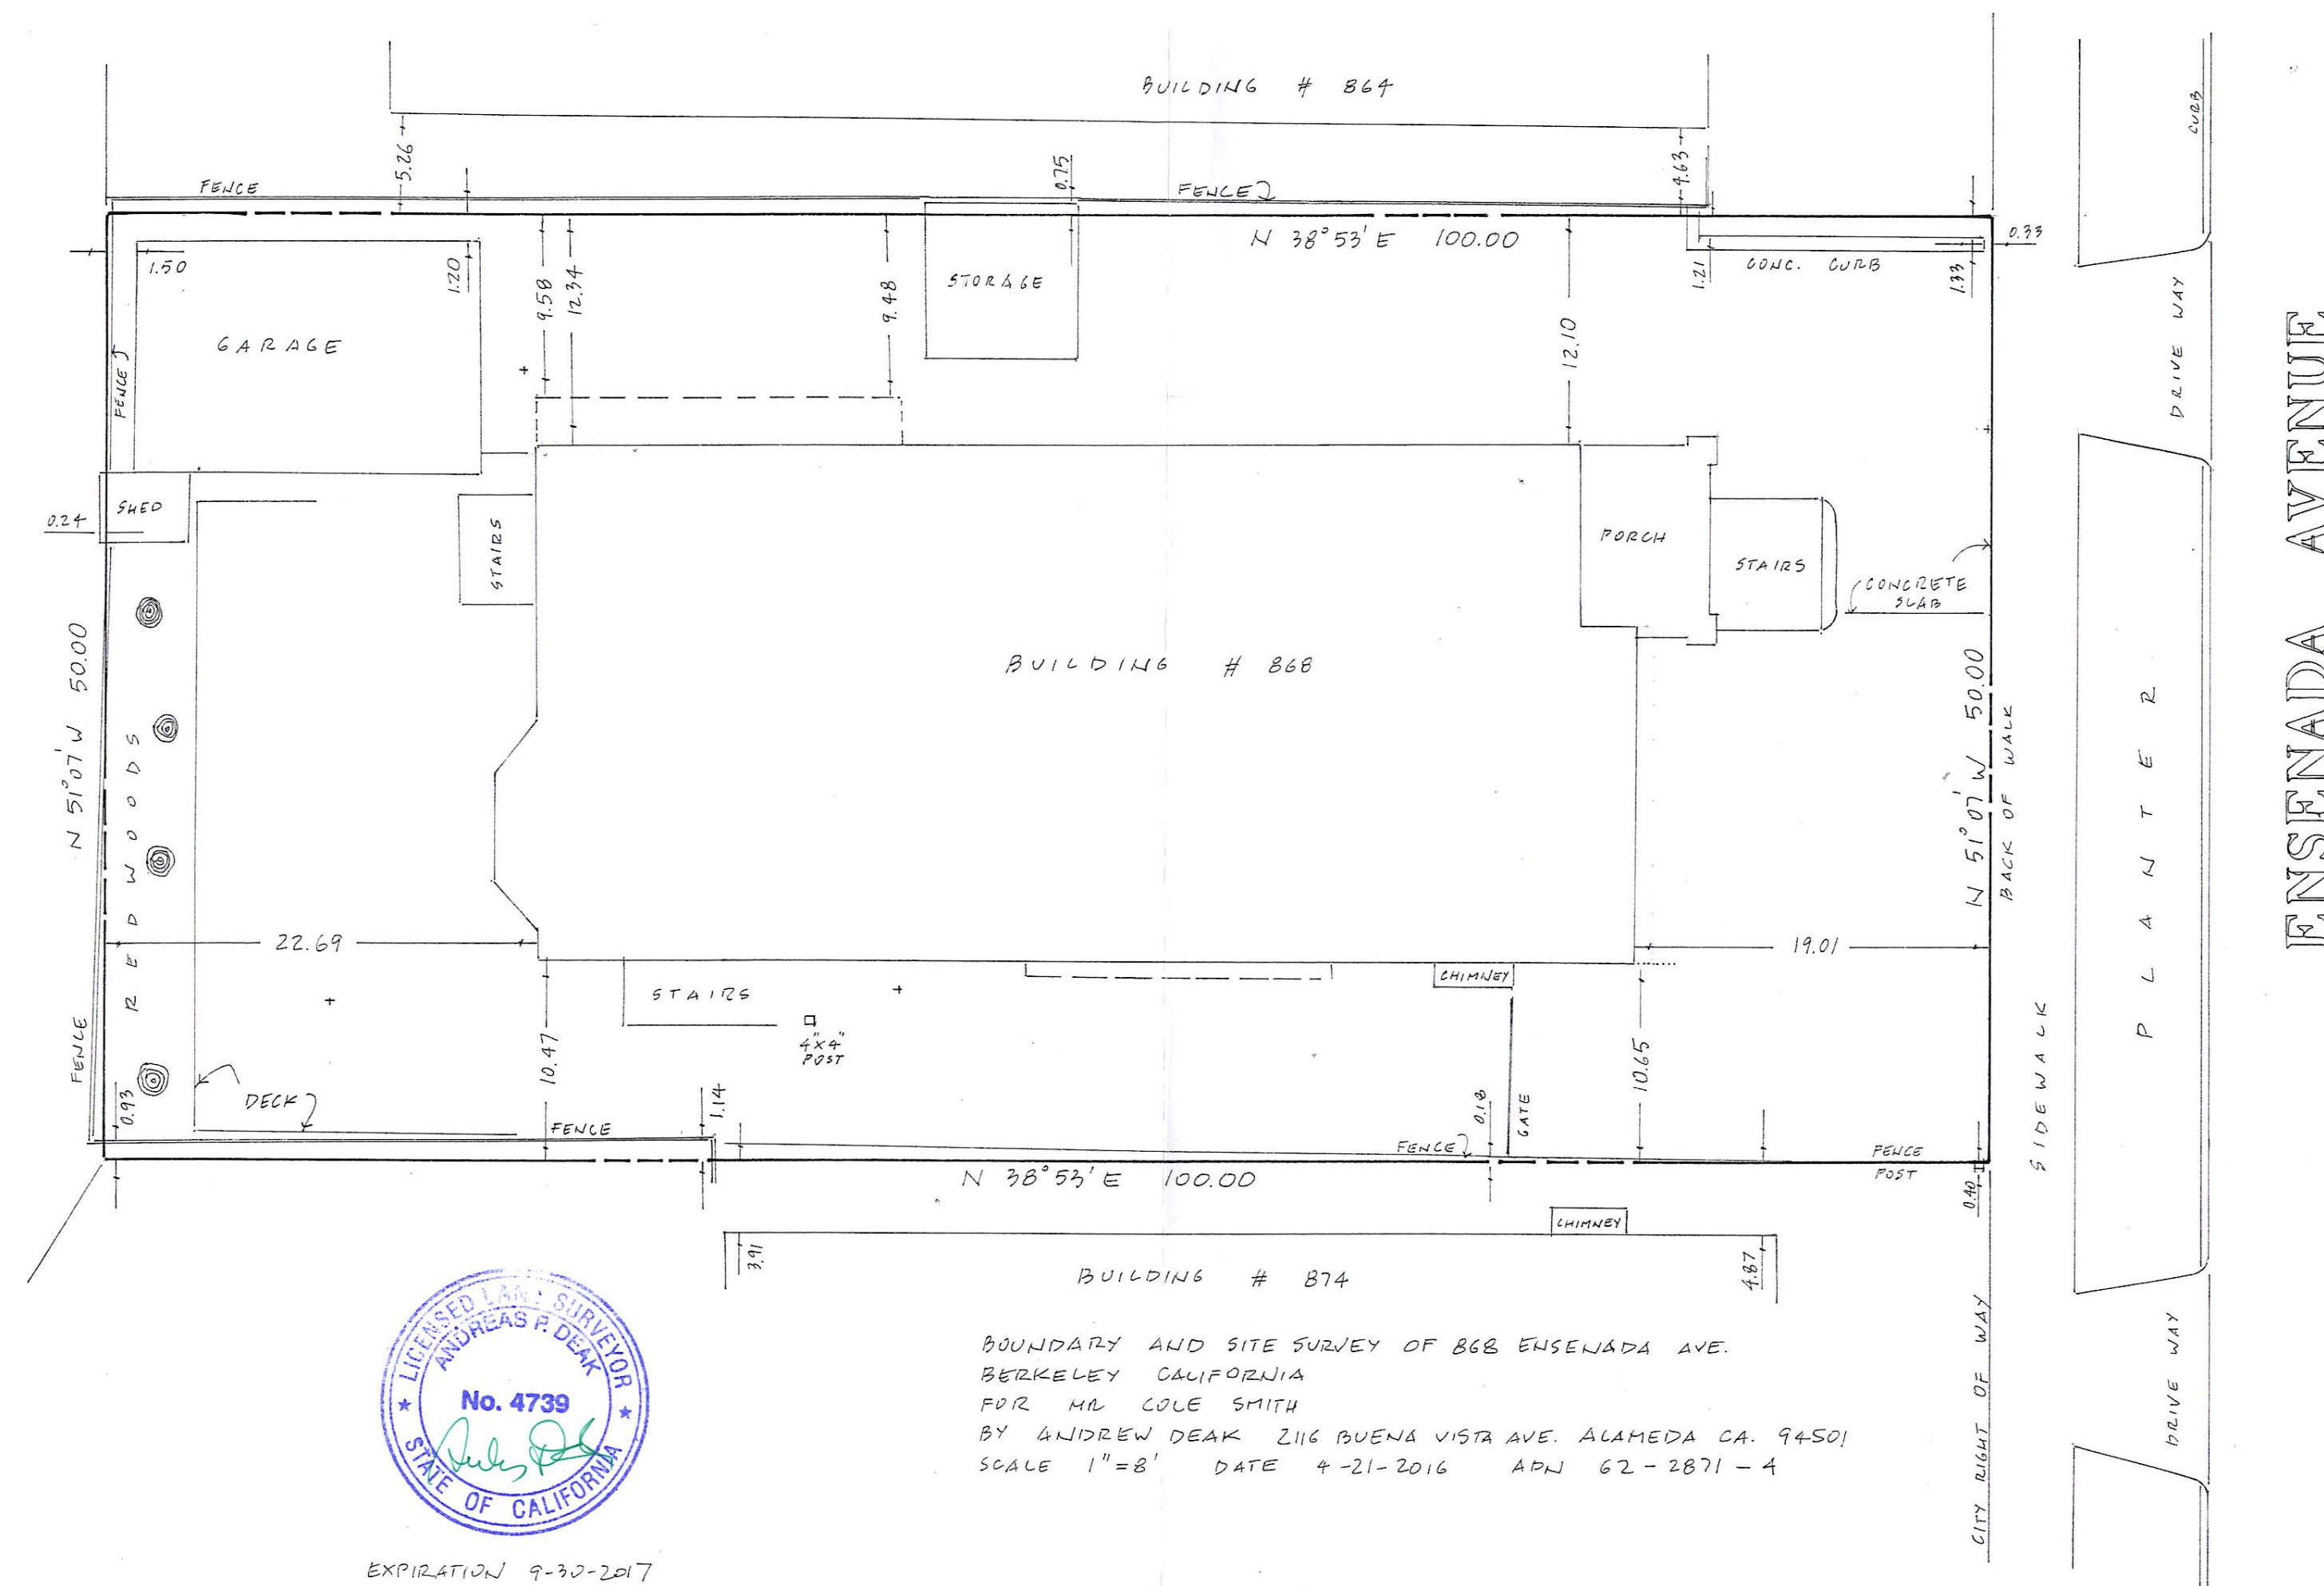 BUILDING # 864
CURB
5.26
0.75
4.63
FENCE
FENCE
N 38°53'E 100.00
0.33
1.50
1.20
9.58
12.34
9.48
STORAGE
1.21
CONC. CURB
1.33
DRIVE WAY
GARAGE
FENCE
12.10
ENSENADA AVENUE
SHED
0.24
STAIRS
PORCH
STAIRS
CONCRETE
SLAB
N 51°07'W 50.00
BUILDING # 868
N 51°07'W 50.00
BACK OF WALK
PLANTER
REDWOODS
22.69
19.01
CHIMNEY
STAIRS
4"X4"
POST
FENCE
10.47
10.65
SIDEWALK
0.93
DECK
1.14
0.18
GATE
FENCE
FENCE
FENCE
POST
N 38°53'E 100.00
0.40
CHIMNEY
3.91
BUILDING # 874
4.87
CITY RIGHT OF WAY
DRIVE WAY
LICENSED LAND SURVEYOR
ANDREAS P. DEAK
No. 4739
STATE OF CALIFORNIA
BOUNDARY AND SITE SURVEY OF 868 ENSENADA AVE.
BERKELEY CALIFORNIA
FOR MR COLE SMITH
BY ANDREW DEAK 2116 BUENA VISTA AVE. ALAMEDA CA. 94501
SCALE 1"=8' DATE 4-21-2016 APN 62-2871-4
EXPIRATION 9-30-2017